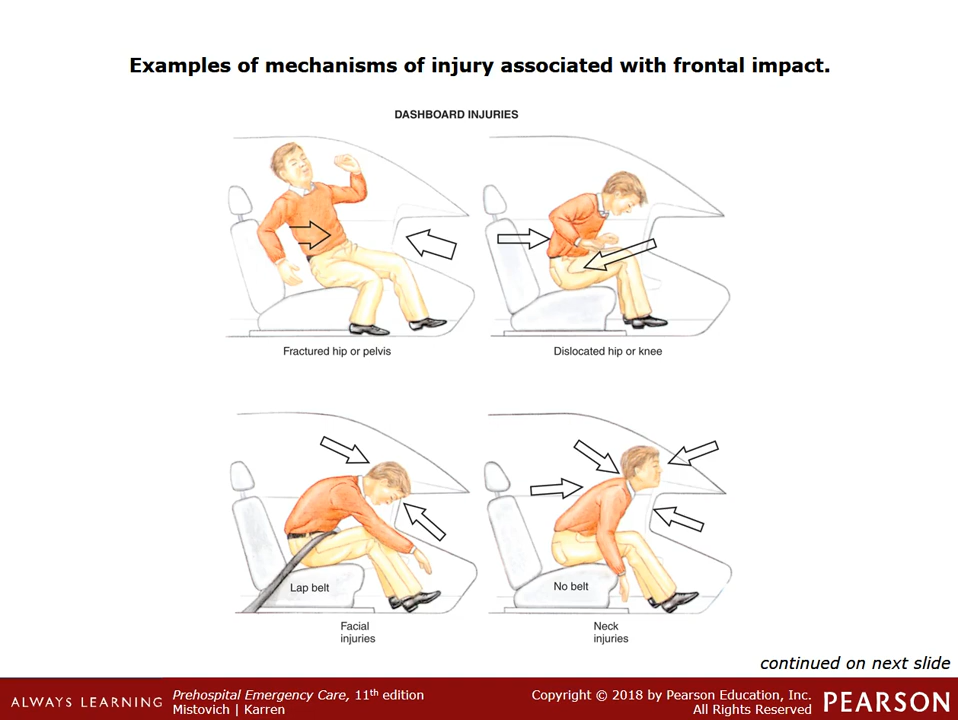 Examples of mechanisms of injury associated with frontal impact.
DASHBOARD INJURIES
Fractured hip or pelvis
Dislocated hip or knee
Lap belt
No belt
Facial
injuries
Neck
injuries
continued on next slide
ALWAYS LEARNING
Prehospital Emergency Care, 11th edition
Mistovich | Karren
Copyright © 2018 by Pearson Education, Inc.
All Rights Reserved
PEARSON